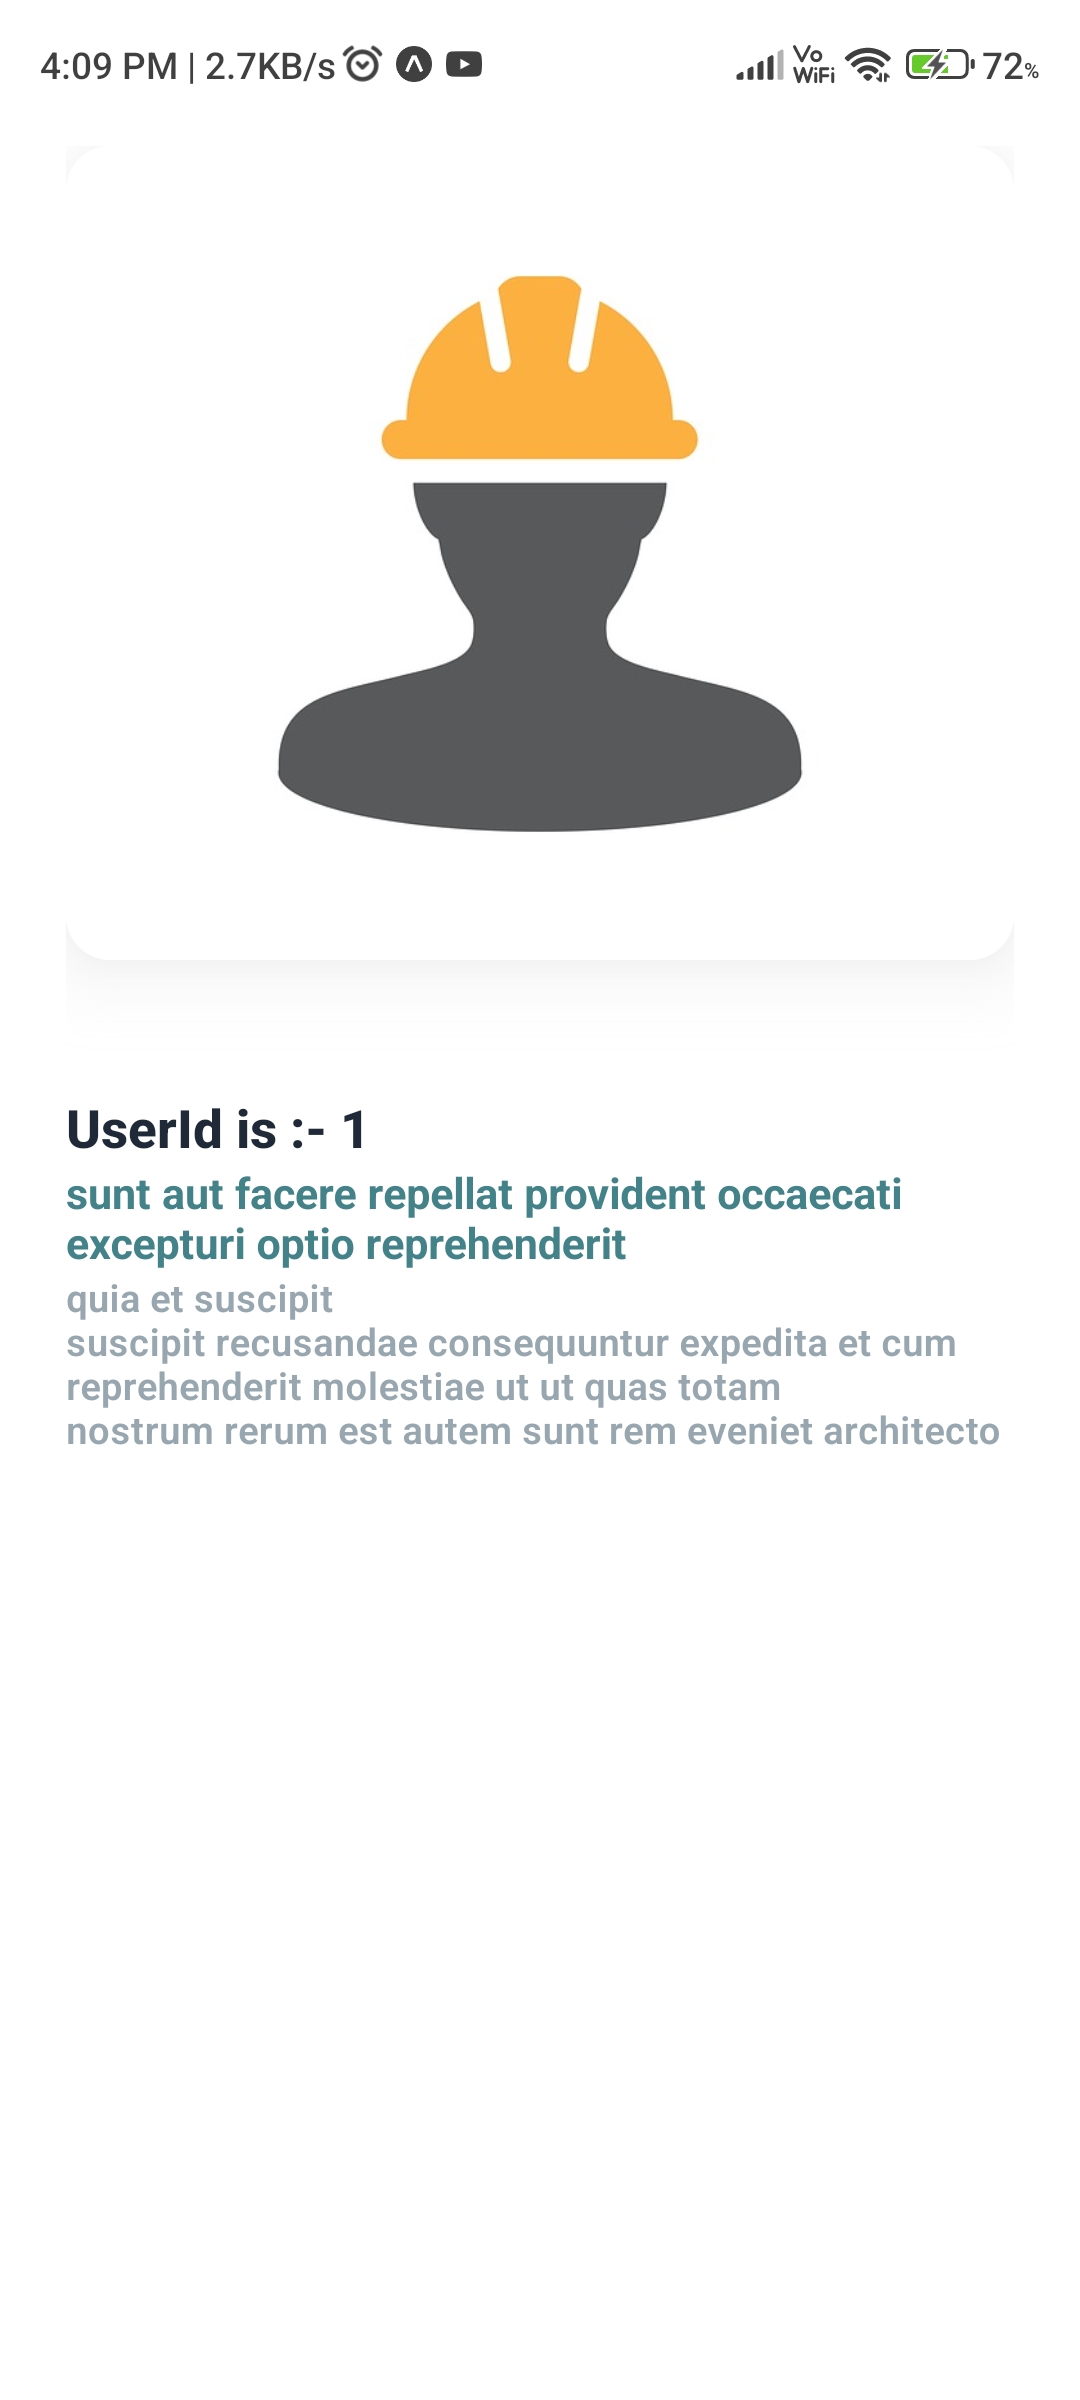 4:09 PM | 2.7KB/s Vo WiFi 72%
UserId is :- 1
sunt aut facere repellat provident occaecati
excepturi optio reprehenderit
quia et suscipit
suscipit recusandae consequuntur expedita et cum
reprehenderit molestiae ut ut quas totam
nostrum rerum est autem sunt rem eveniet architecto